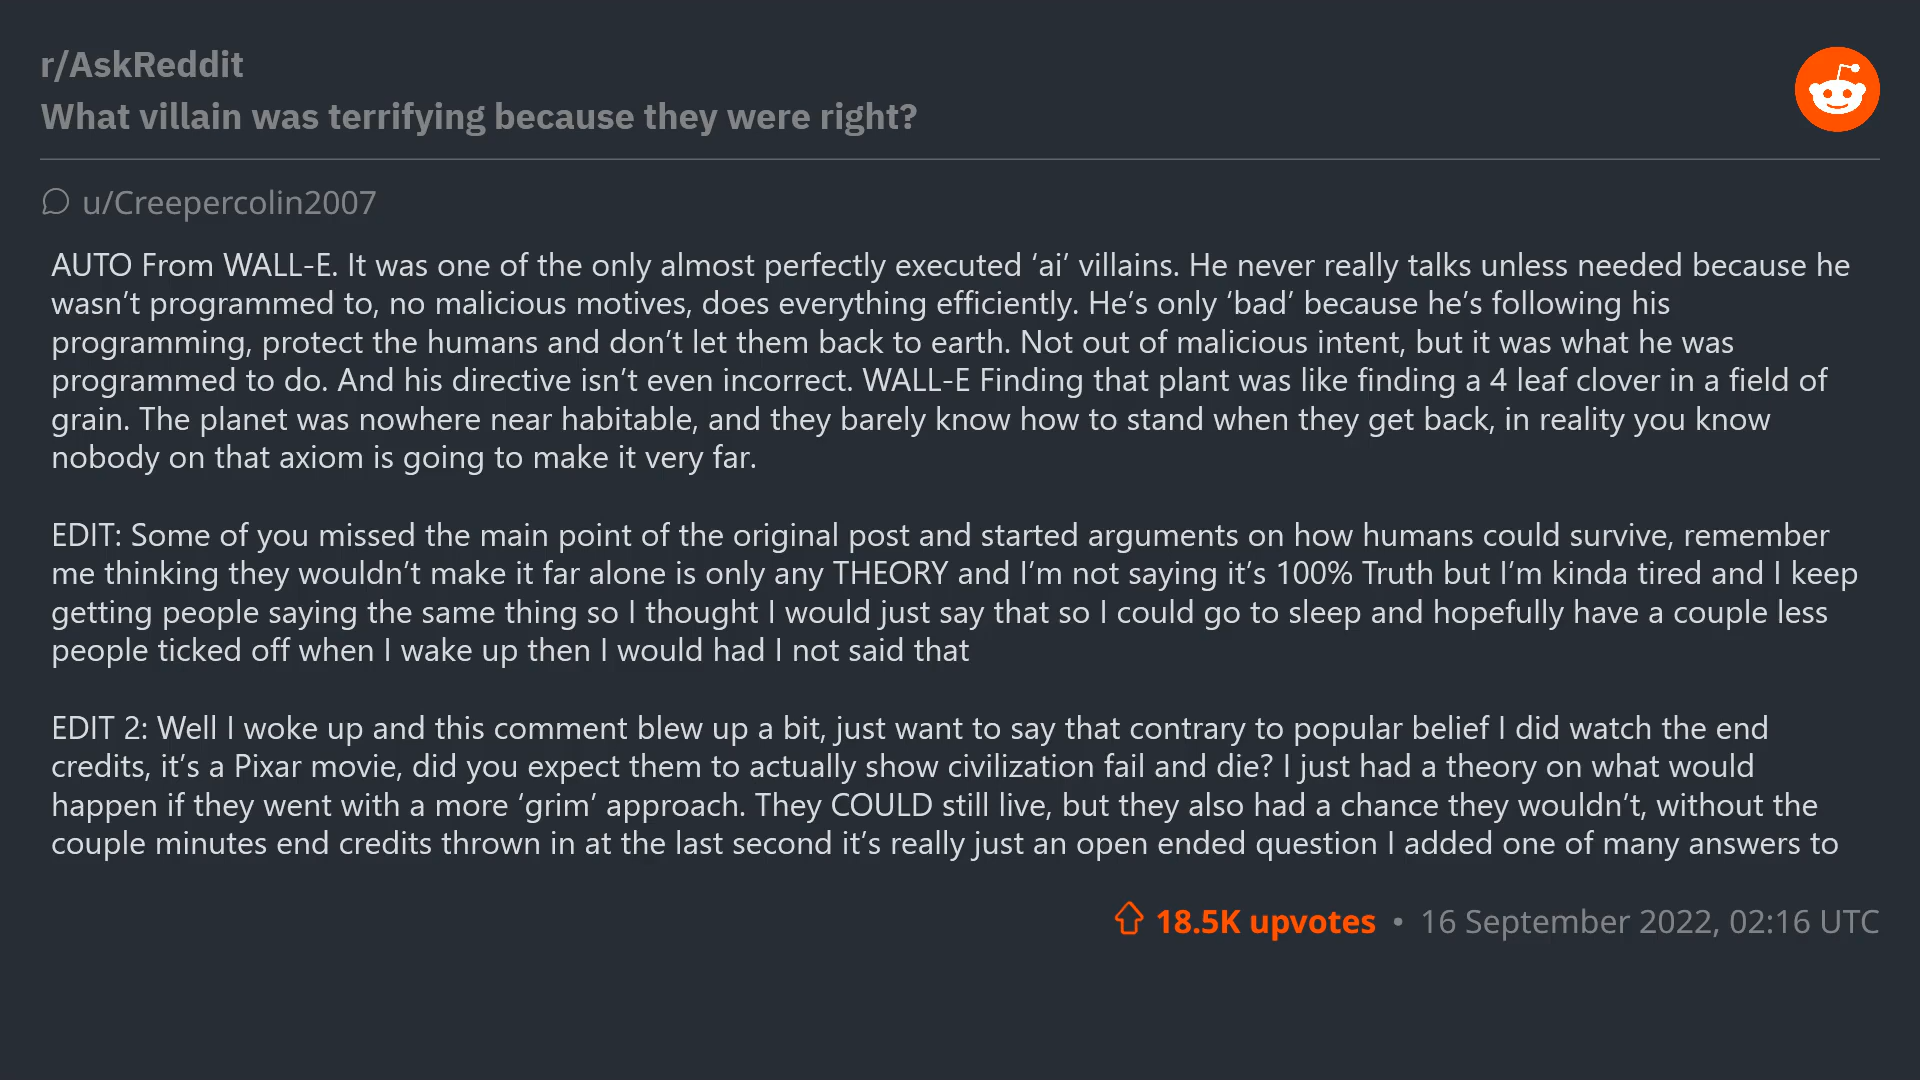 r/AskReddit
What villain was terrifying because they were right?
u/Creepercolin2007
AUTO From WALL-E. It was one of the only almost perfectly executed ‘ai’ villains. He never really talks unless needed because he
wasn’t programmed to, no malicious motives, does everything efficiently. He’s only ‘bad’ because he’s following his
programming, protect the humans and don’t let them back to earth. Not out of malicious intent, but it was what he was
programmed to do. And his directive isn’t even incorrect. WALL-E Finding that plant was like finding a 4 leaf clover in a field of
grain. The planet was nowhere near habitable, and they barely know how to stand when they get back, in reality you know
nobody on that axiom is going to make it very far.
EDIT: Some of you missed the main point of the original post and started arguments on how humans could survive, remember
me thinking they wouldn’t make it far alone is only any THEORY and I’m not saying it’s 100% Truth but I’m kinda tired and I keep
getting people saying the same thing so I thought I would just say that so I could go to sleep and hopefully have a couple less
people ticked off when I wake up then I would had I not said that
EDIT 2: Well I woke up and this comment blew up a bit, just want to say that contrary to popular belief I did watch the end
credits, it’s a Pixar movie, did you expect them to actually show civilization fail and die? I just had a theory on what would
happen if they went with a more ‘grim’ approach. They COULD still live, but they also had a chance they wouldn’t, without the
couple minutes end credits thrown in at the last second it’s really just an open ended question I added one of many answers to
18.5K upvotes • 16 September 2022, 02:16 UTC